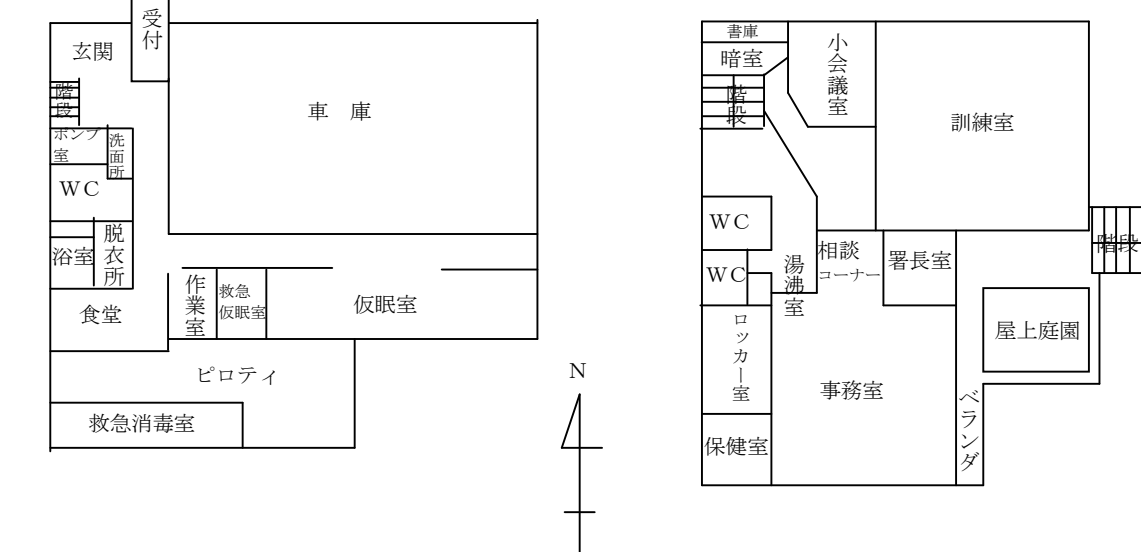 受付
玄関
階段
車　庫
ポンプ
室
洗面所
WC
脱衣所
浴室
食堂
作業室
救急
仮眠室
仮眠室
ピロティ
救急消毒室
N
書庫
暗室
階段
小会議室
訓練室
WC
WC
湯沸室
相談
コーナー
署長室
階段
屋上庭園
ロッカー室
事務室
ベランダ
保健室